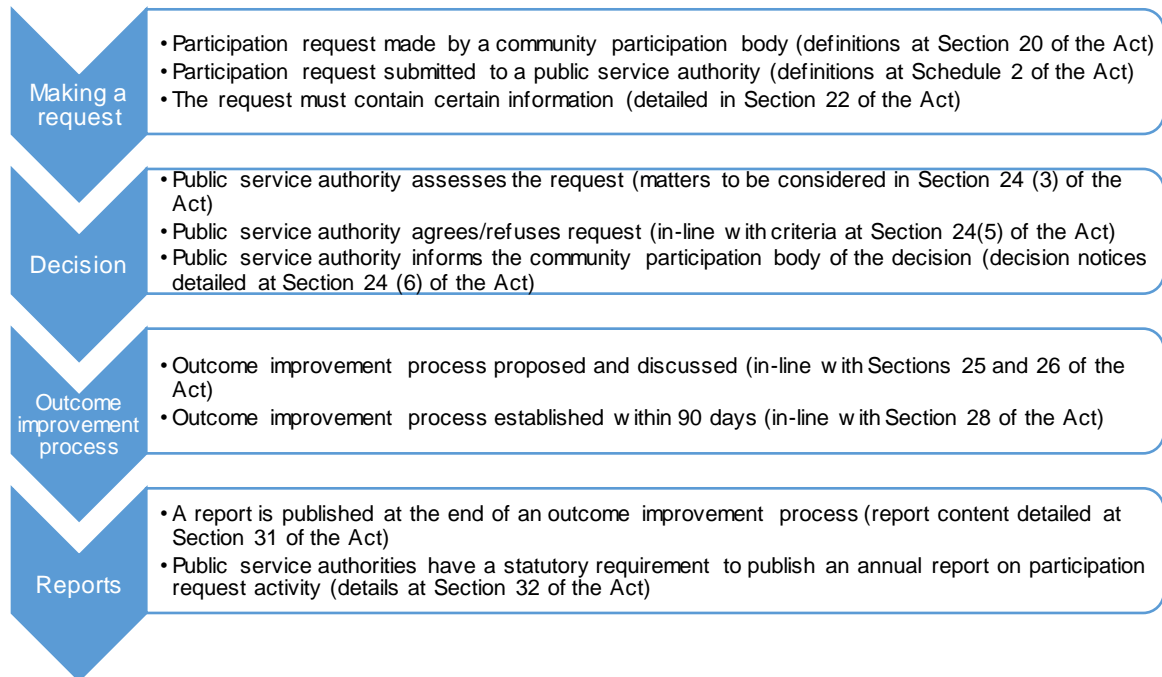 Making a
request
• Participation request made by a community participation body (definitions at Section 20 of the Act)
• Participation request submitted to a public service authority (definitions at Schedule 2 of the Act)
• The request must contain certain information (detailed in Section 22 of the Act)
Decision
• Public service authority assesses the request (matters to be considered in Section 24 (3) of the
Act)
• Public service authority agrees/refuses request (in-line with criteria at Section 24(5) of the Act)
• Public service authority informs the community participation body of the decision (decision notices
detailed at Section 24 (6) of the Act)
Outcome
improvement
process
• Outcome improvement process proposed and discussed (in-line with Sections 25 and 26 of the
Act)
• Outcome improvement process established within 90 days (in-line with Section 28 of the Act)
Reports
• A report is published at the end of an outcome improvement process (report content detailed at
Section 31 of the Act)
• Public service authorities have a statutory requirement to publish an annual report on participation
request activity (details at Section 32 of the Act)